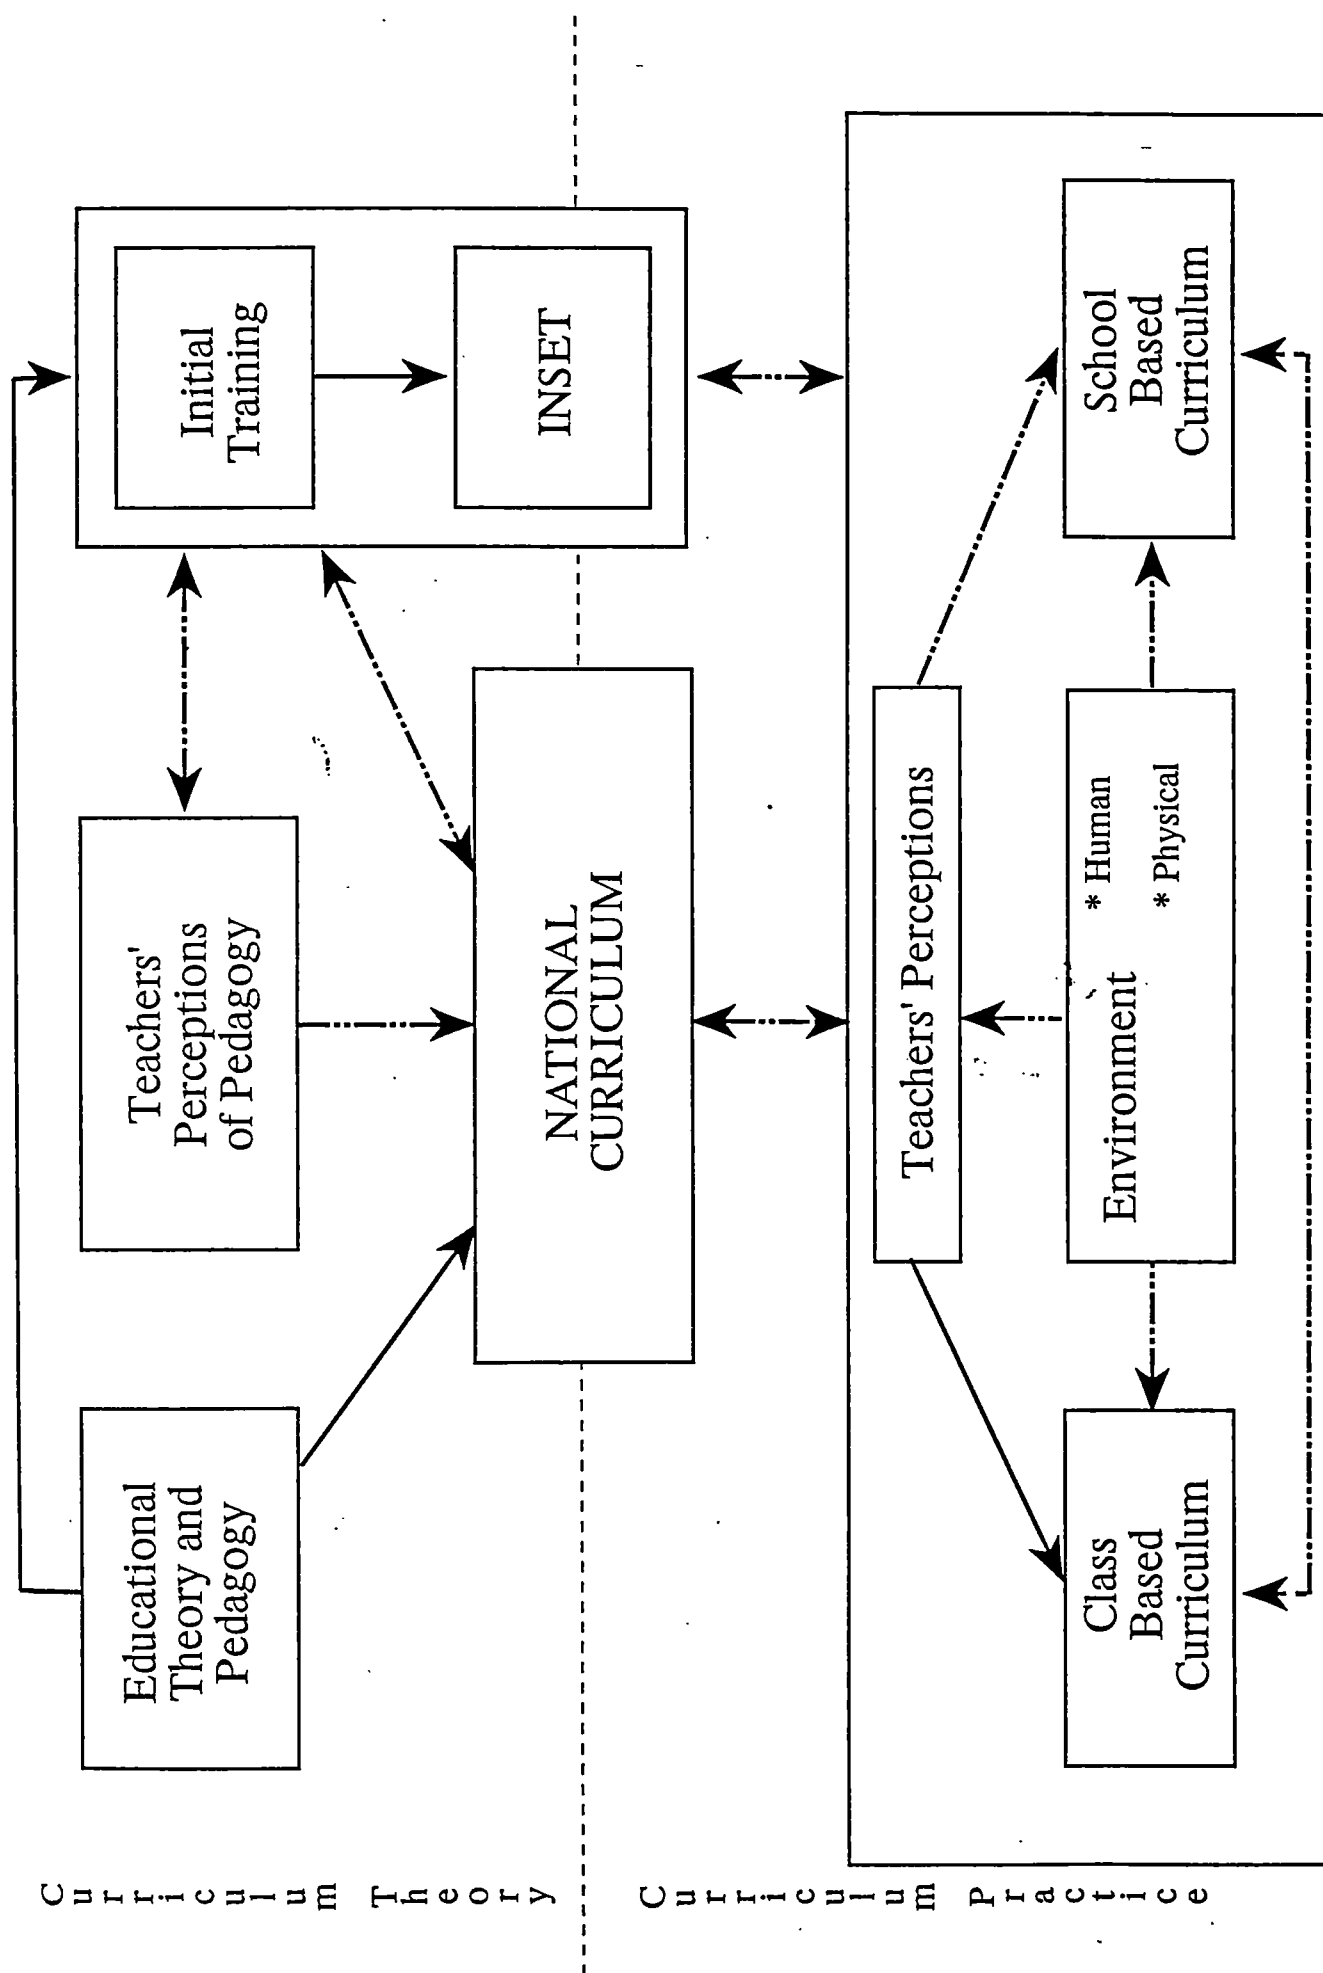 Curriculum Theory
Educational
Theory and
Pedagogy
Teachers'
Perceptions
of Pedagogy
Initial
Training
INSET
NATIONAL
CURRICULUM
Curriculum Practice
Teachers' Perceptions
Environment * Human
* Physical
Class
Based
Curriculum
School
Based
Curriculum